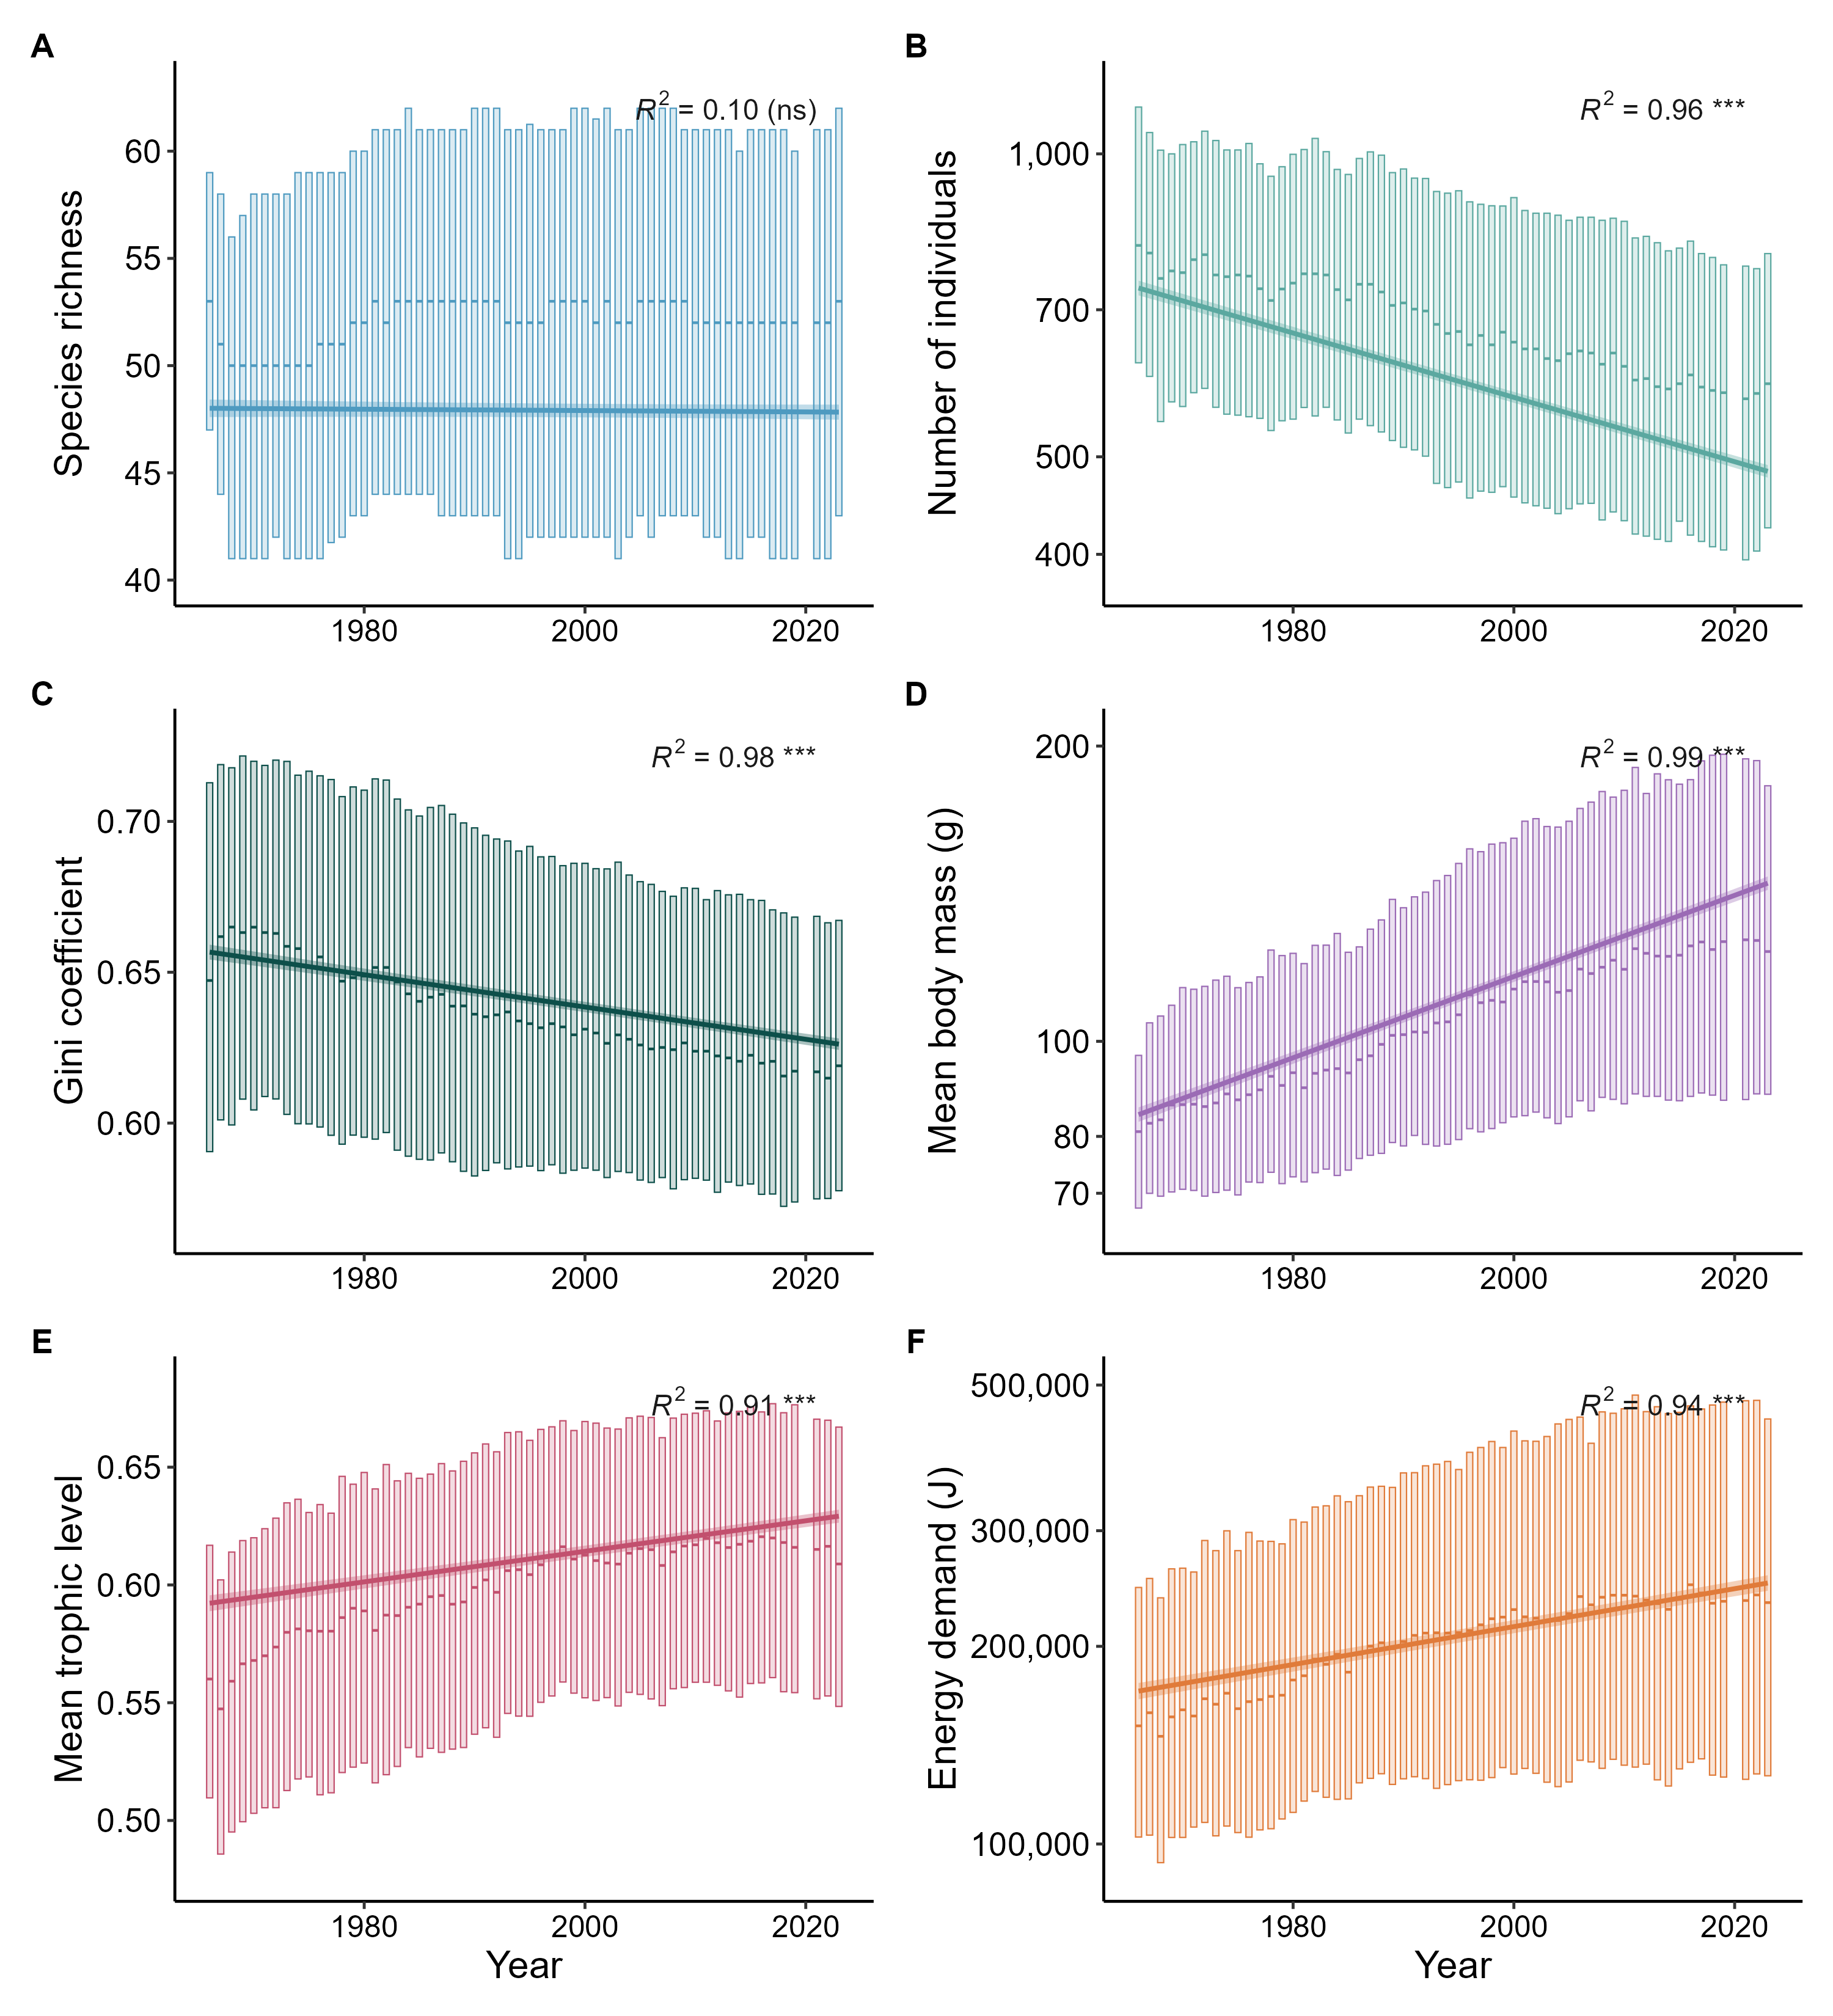 A
R² = 0.10 (ns)
Species richness
60
55
50
45
40
1980 2000 2020
B
R² = 0.96 ***
Number of individuals
1,000
700
500
400
1980 2000 2020
C
R² = 0.98 ***
Gini coefficient
0.70
0.65
0.60
1980 2000 2020
D
R² = 0.99 ***
Mean body mass (g)
200
100
80
70
1980 2000 2020
E
R² = 0.91 ***
Mean trophic level
0.65
0.60
0.55
0.50
1980 2000 2020
Year
F
R² = 0.94 ***
Energy demand (J)
500,000
300,000
200,000
100,000
1980 2000 2020
Year